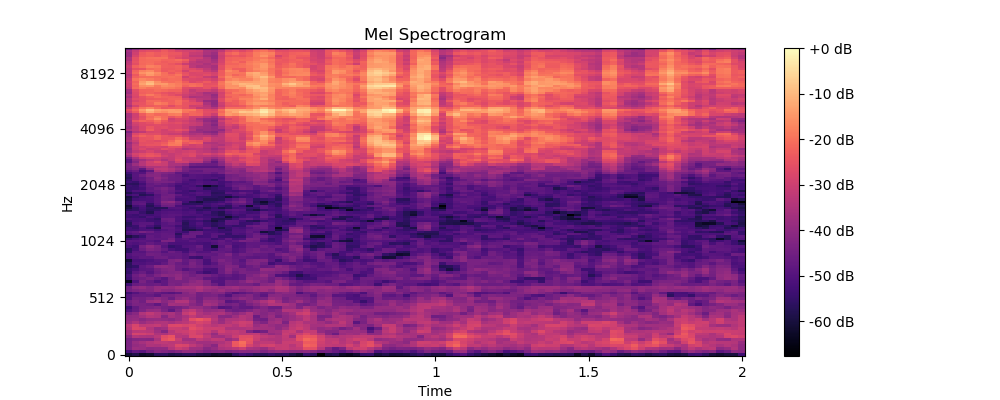 Mel Spectrogram
Hz
8192
4096
2048
1024
512
0
0 0.5 1 1.5 2
Time
+0 dB
-10 dB
-20 dB
-30 dB
-40 dB
-50 dB
-60 dB